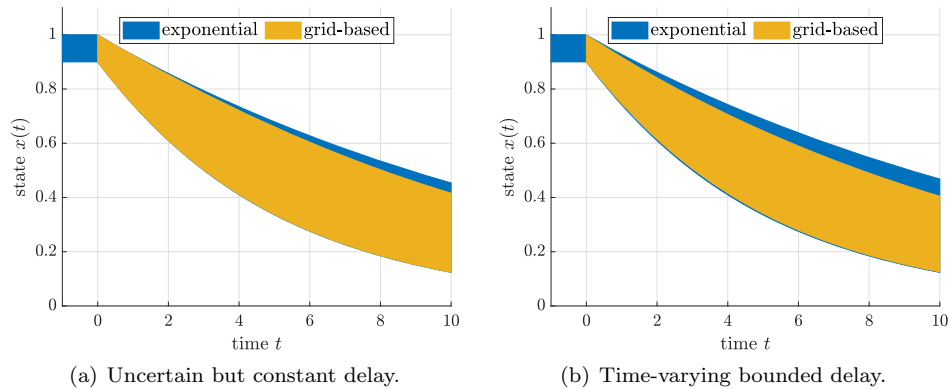 exponential grid-based
1
0.8
0.6
0.4
0.2
0
state x(t)
0 2 4 6 8 10
time t
(a) Uncertain but constant delay.
exponential grid-based
1
0.8
0.6
0.4
0.2
0
state x(t)
0 2 4 6 8 10
time t
(b) Time-varying bounded delay.